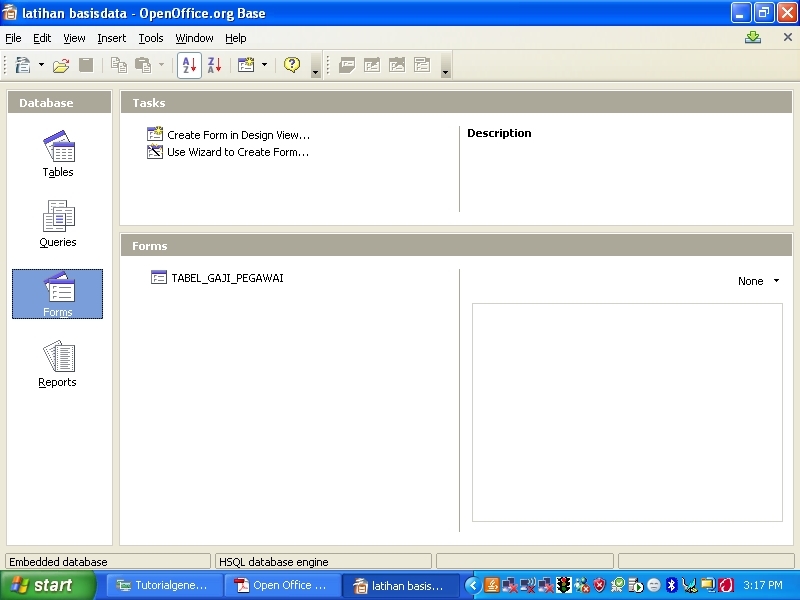 latihan basisdata - OpenOffice.org Base
File Edit View Insert Tools Window Help
Database
Tables
Queries
Forms
Reports
Tasks
Create Form in Design View...
Use Wizard to Create Form...
Description
Forms
TABEL_GAJI_PEGAWAI
None
Embedded database
HSQL database engine
start
Tutorialgene...
Open Office ...
latihan basis...
3:17 PM